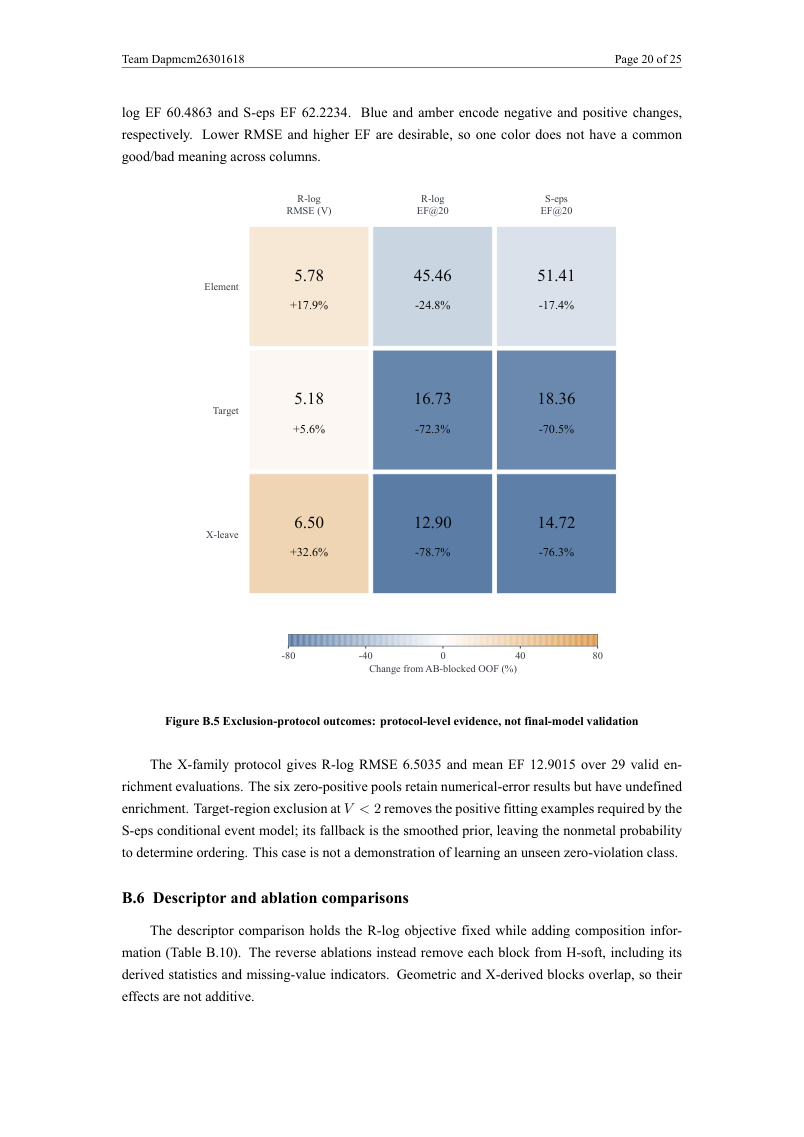 Team Dapmcm26301618 Page 20 of 25
log EF 60.4863 and S-eps EF 62.2234. Blue and amber encode negative and positive changes,
respectively. Lower RMSE and higher EF are desirable, so one color does not have a common
good/bad meaning across columns.
R-log R-log S-eps
RMSE (V) EF@20 EF@20
5.78 45.46 51.41
Element
+17.9% -24.8% -17.4%
5.18 16.73 18.36
Target
+5.6% -72.3% -70.5%
6.50 12.90 14.72
X-leave
+32.6% -78.7% -76.3%
-80 -40 0 40 80
Change from AB-blocked OOF (%)
Figure B.5 Exclusion-protocol outcomes: protocol-level evidence, not final-model validation
The X-family protocol gives R-log RMSE 6.5035 and mean EF 12.9015 over 29 valid en-
richment evaluations. The six zero-positive pools retain numerical-error results but have undefined
enrichment. Target-region exclusion at V < 2 removes the positive fitting examples required by the
S-eps conditional event model; its fallback is the smoothed prior, leaving the nonmetal probability
to determine ordering. This case is not a demonstration of learning an unseen zero-violation class.
B.6 Descriptor and ablation comparisons
The descriptor comparison holds the R-log objective fixed while adding composition infor-
mation (Table B.10). The reverse ablations instead remove each block from H-soft, including its
derived statistics and missing-value indicators. Geometric and X-derived blocks overlap, so their
effects are not additive.